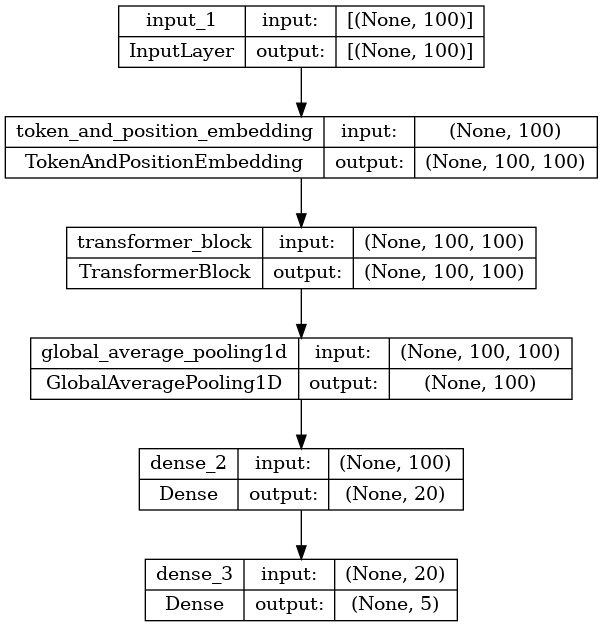 input_1 input: [(None, 100)]
InputLayer output: [(None, 100)]
token_and_position_embedding input: (None, 100)
TokenAndPositionEmbedding output: (None, 100, 100)
transformer_block input: (None, 100, 100)
TransformerBlock output: (None, 100, 100)
global_average_pooling1d input: (None, 100, 100)
GlobalAveragePooling1D output: (None, 100)
dense_2 input: (None, 100)
Dense output: (None, 20)
dense_3 input: (None, 20)
Dense output: (None, 5)